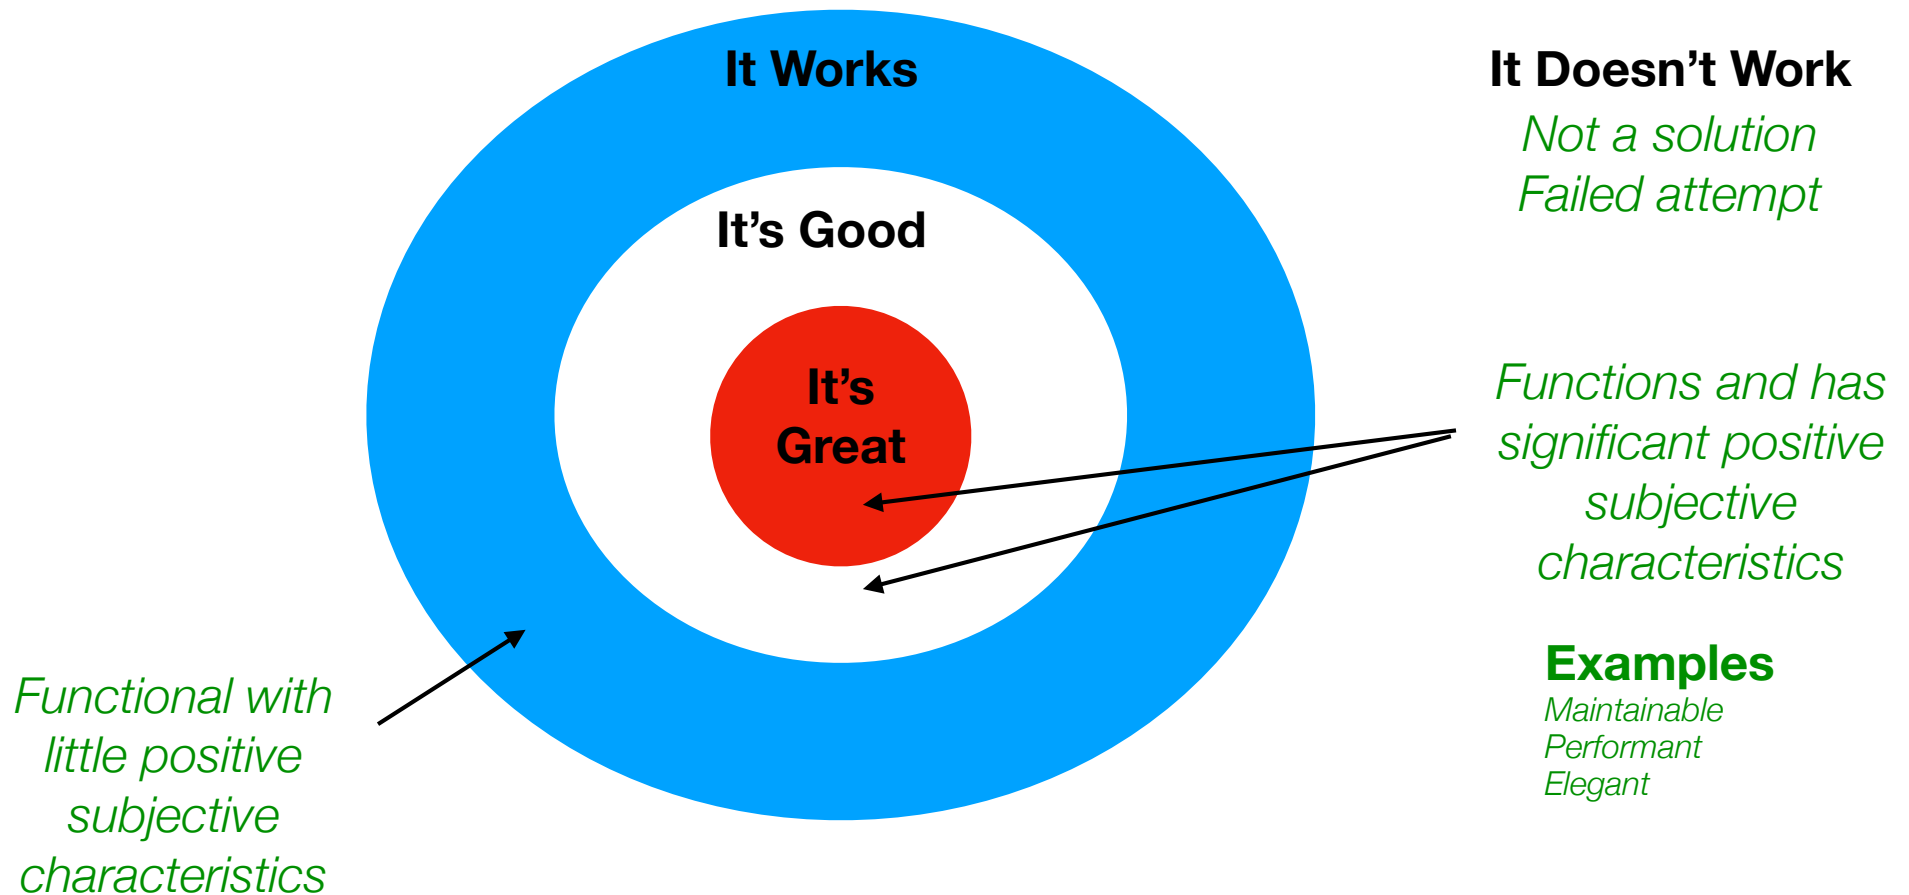 It Works
It's Good
It's
Great
It Doesn’t Work
Not a solution
Failed attempt
Functions and has
significant positive
subjective
characteristics
Examples
Maintainable
Performant
Elegant
Functional with
little positive
subjective
characteristics